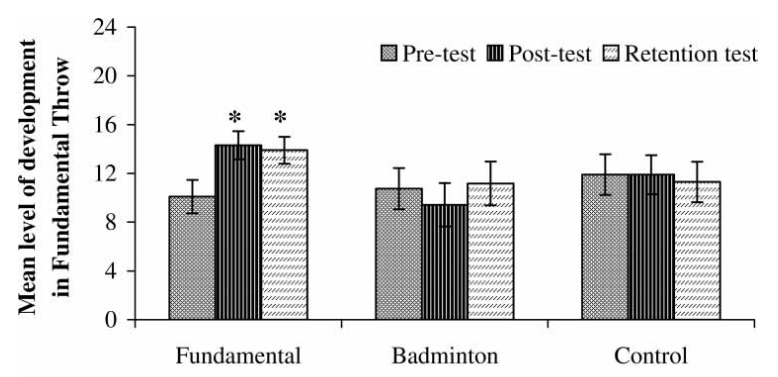 Mean level of development
in Fundamental Throw
24
20
16
12
8
4
0
Pre-test Post-test Retention test
* *
Fundamental Badminton Control